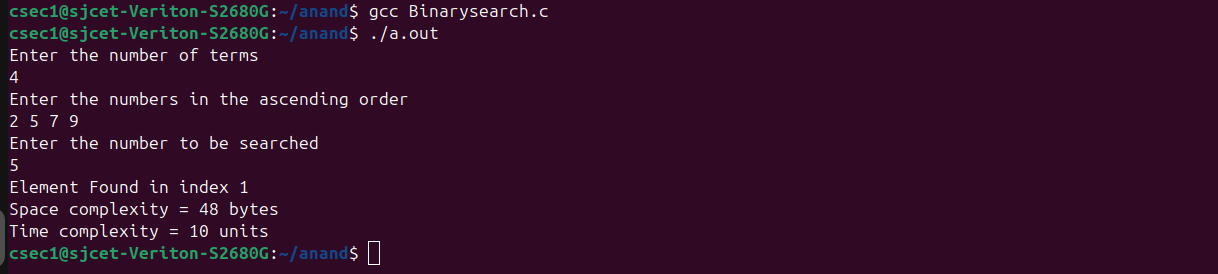 csec1@sjcet-Veriton-S2680G:~/anand$ gcc Binarysearch.c
csec1@sjcet-Veriton-S2680G:~/anand$ ./a.out
Enter the number of terms
4
Enter the numbers in the ascending order
2 5 7 9
Enter the number to be searched
5
Element Found in index 1
Space complexity = 48 bytes
Time complexity = 10 units
csec1@sjcet-Veriton-S2680G:~/anand$